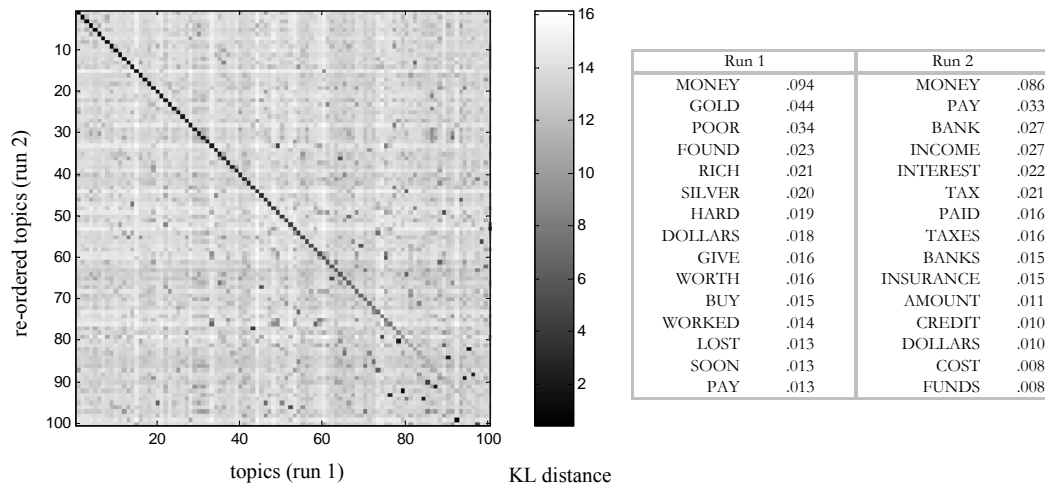 10
20
30
40
50
60
70
80
90
100
re-ordered topics (run 2)
20 40 60 80 100
topics (run 1)
16
14
12
10
8
6
4
2
KL distance
Run 1 Run 2
MONEY .094 MONEY .086
GOLD .044 PAY .033
POOR .034 BANK .027
FOUND .023 INCOME .027
RICH .021 INTEREST .022
SILVER .020 TAX .021
HARD .019 PAID .016
DOLLARS .018 TAXES .016
GIVE .016 BANKS .015
WORTH .016 INSURANCE .015
BUY .015 AMOUNT .011
WORKED .014 CREDIT .010
LOST .013 DOLLARS .010
SOON .013 COST .008
PAY .013 FUNDS .008